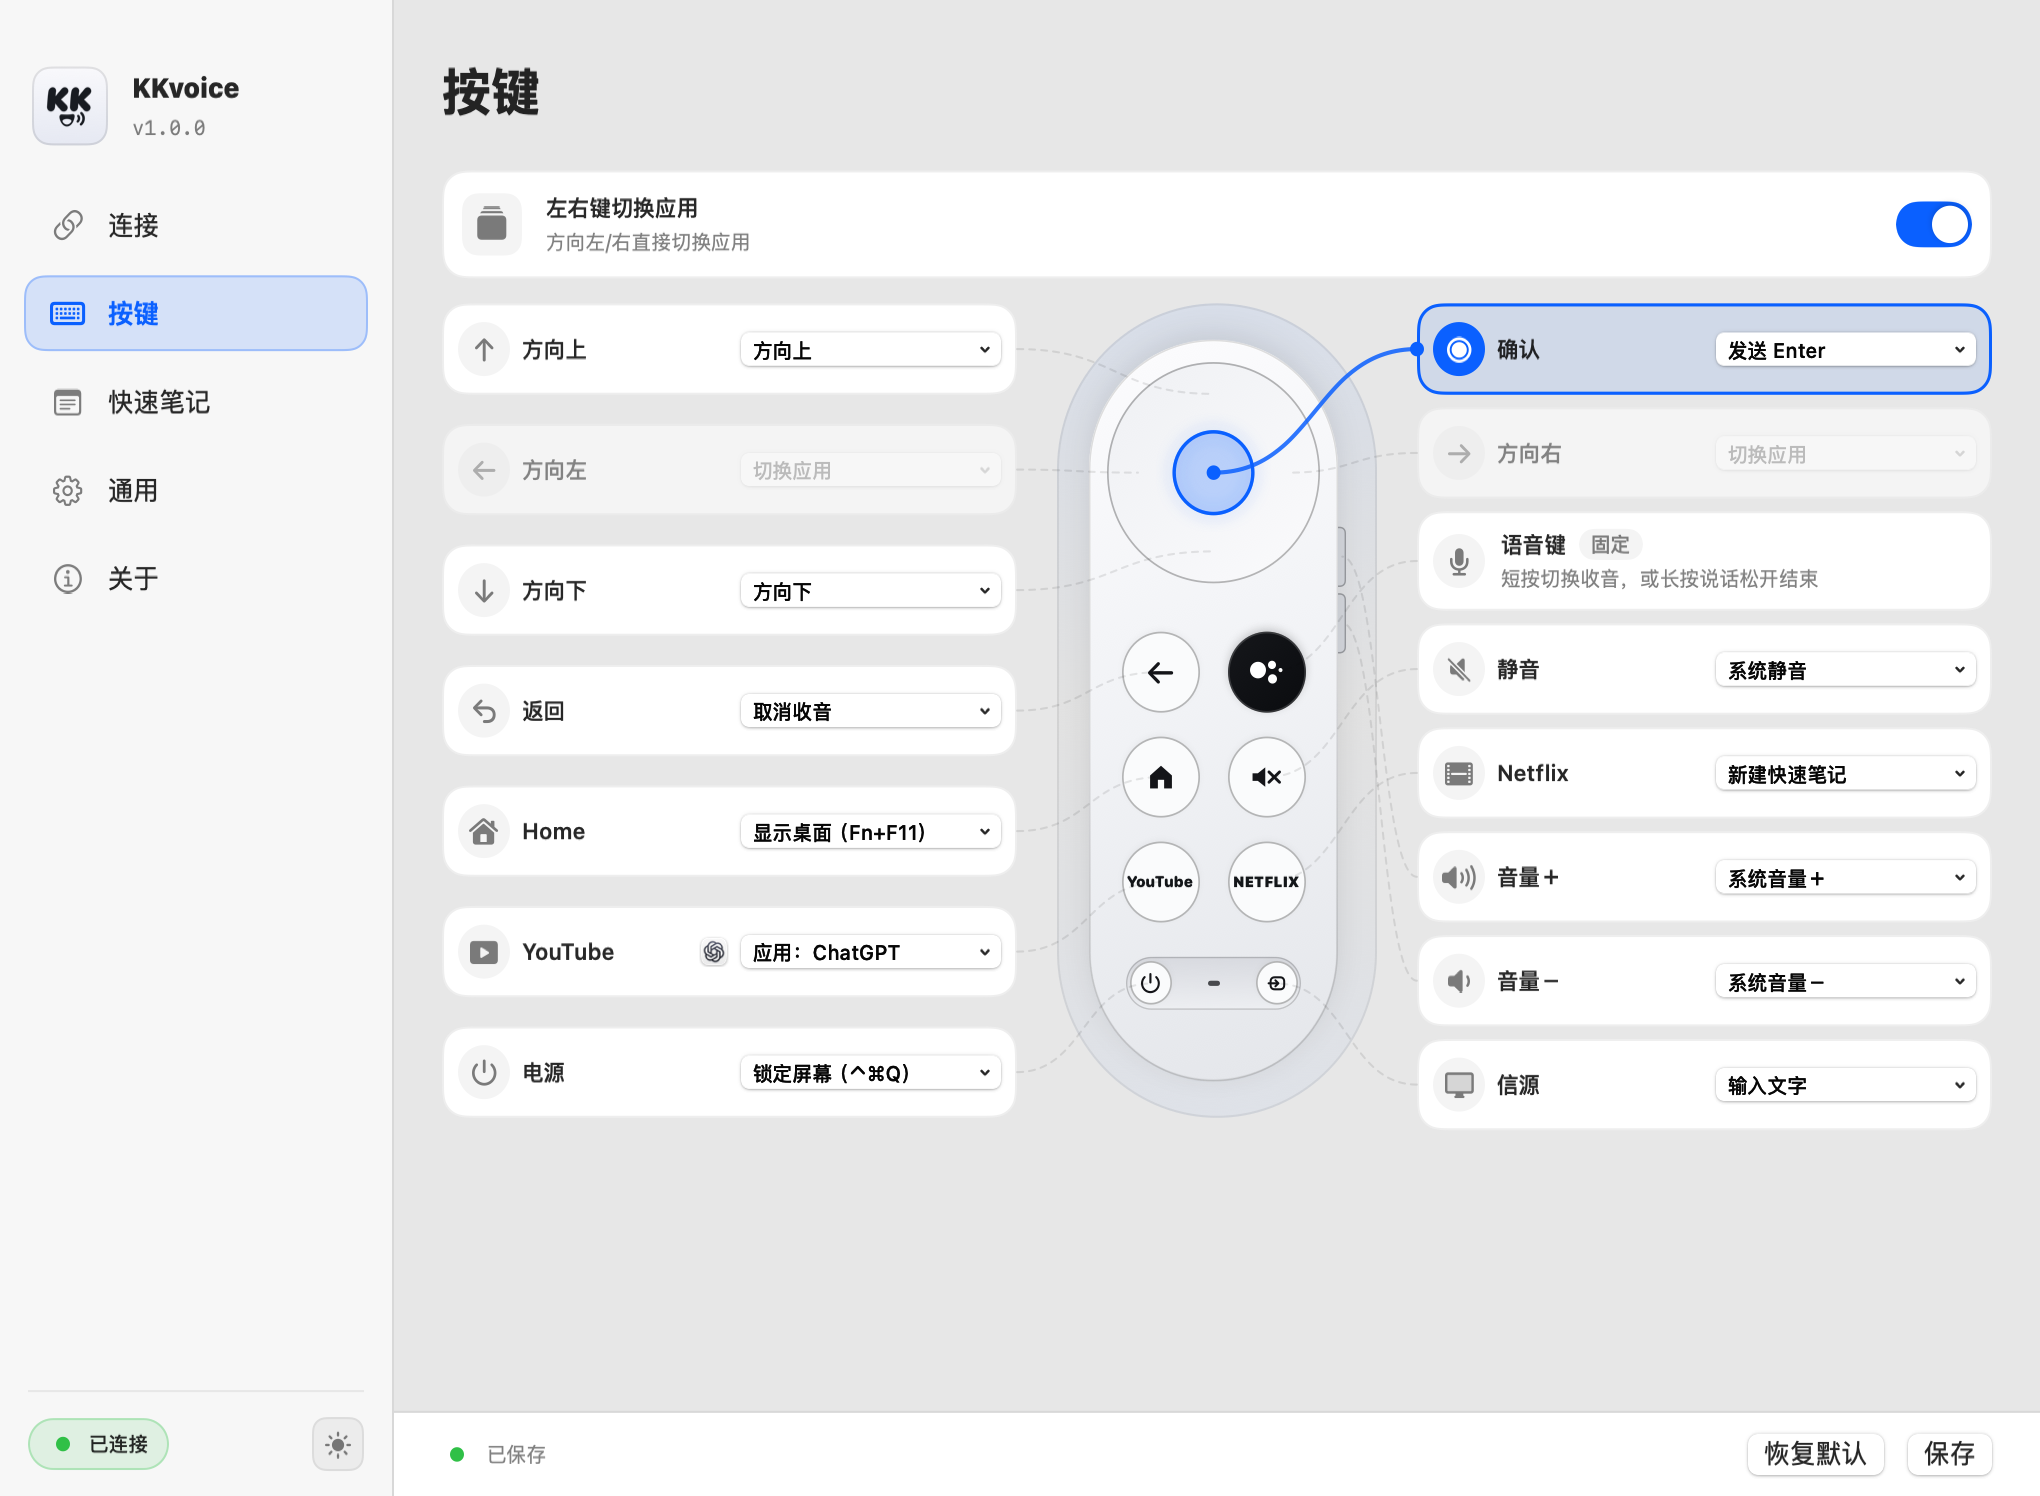 KK
KKvoice
v1.0.0
连接
按键
快速笔记
通用
关于
已连接
按键
左右键切换应用
方向左/右直接切换应用
方向上
方向上
方向左
切换应用
方向下
方向下
返回
取消收音
Home
显示桌面 (Fn+F11)
YouTube
应用：ChatGPT
电源
锁定屏幕 (^⌘Q)
YouTube
NETFLIX
确认
发送 Enter
方向右
切换应用
语音键 固定
短按切换收音，或长按说话松开结束
静音
系统静音
Netflix
新建快速笔记
音量+
系统音量+
音量−
系统音量−
信源
输入文字
已保存
恢复默认
保存